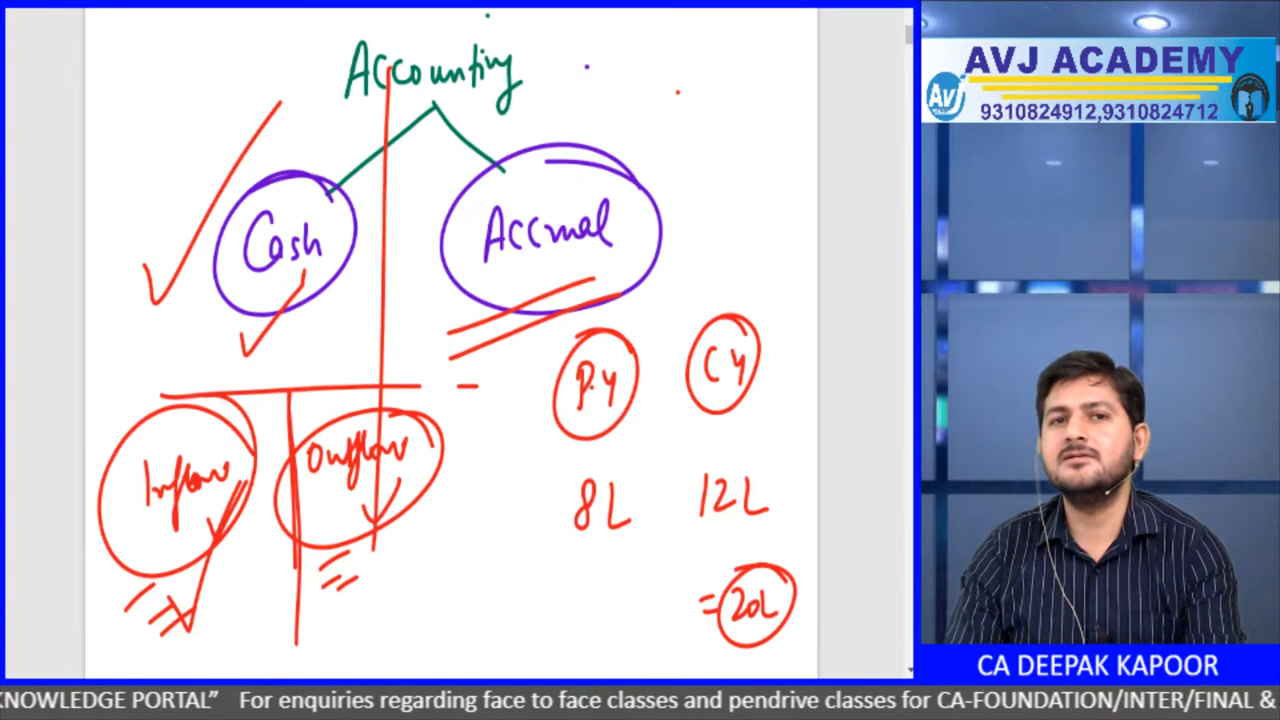 Accounting
Cash
Accrual
P.Y
CY
Inflow
Outflow
8L
12L
= 20L
AVJ ACADEMY
AVJ
9310824912,9310824712
CA DEEPAK KAPOOR
KNOWLEDGE PORTAL” For enquiries regarding face to face classes and pendrive classes for CA-FOUNDATION/INTER/FINAL &